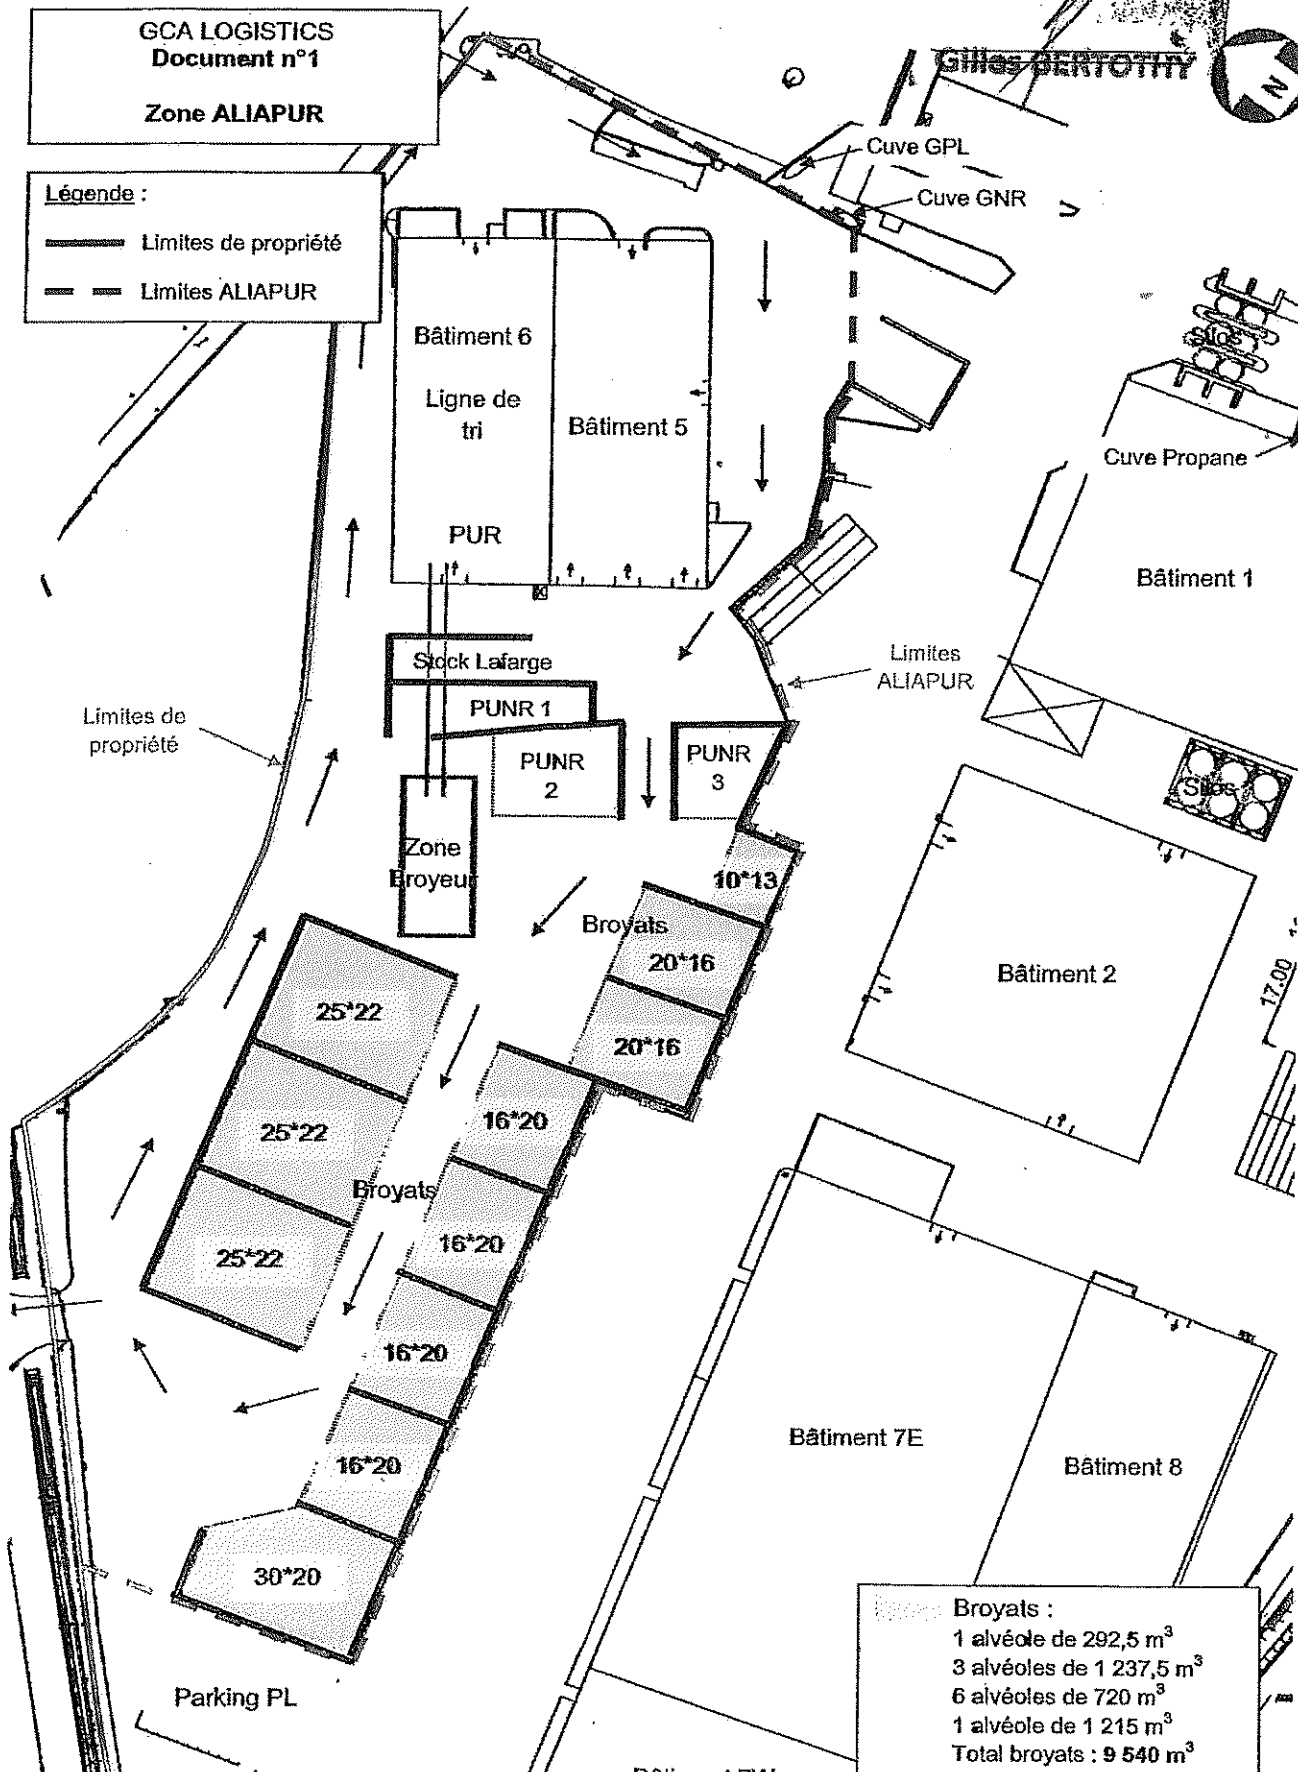 GCA LOGISTICS
Document n°1
Zone ALIAPUR
Gilles BERTOTHY
N
Légende :
Limites de propriété
Limites ALIAPUR
Cuve GPL
Cuve GNR
Silos
Cuve Propane
Bâtiment 6
Ligne de
tri
PUR
Bâtiment 5
Bâtiment 1
Stock Lafarge
PUNR 1
PUNR
2
PUNR
3
Limites
ALIAPUR
Limites de
propriété
Silos
Zone
Broyeur
10*13
Broyats
20*16
20*16
Bâtiment 2
17.00
25*22
25*22
25*22
Broyats
16*20
16*20
16*20
16*20
30*20
Bâtiment 7E
Bâtiment 8
Parking PL
Broyats :
1 alvéole de 292,5 m³
3 alvéoles de 1 237,5 m³
6 alvéoles de 720 m³
1 alvéole de 1 215 m³
Total broyats : 9 540 m³